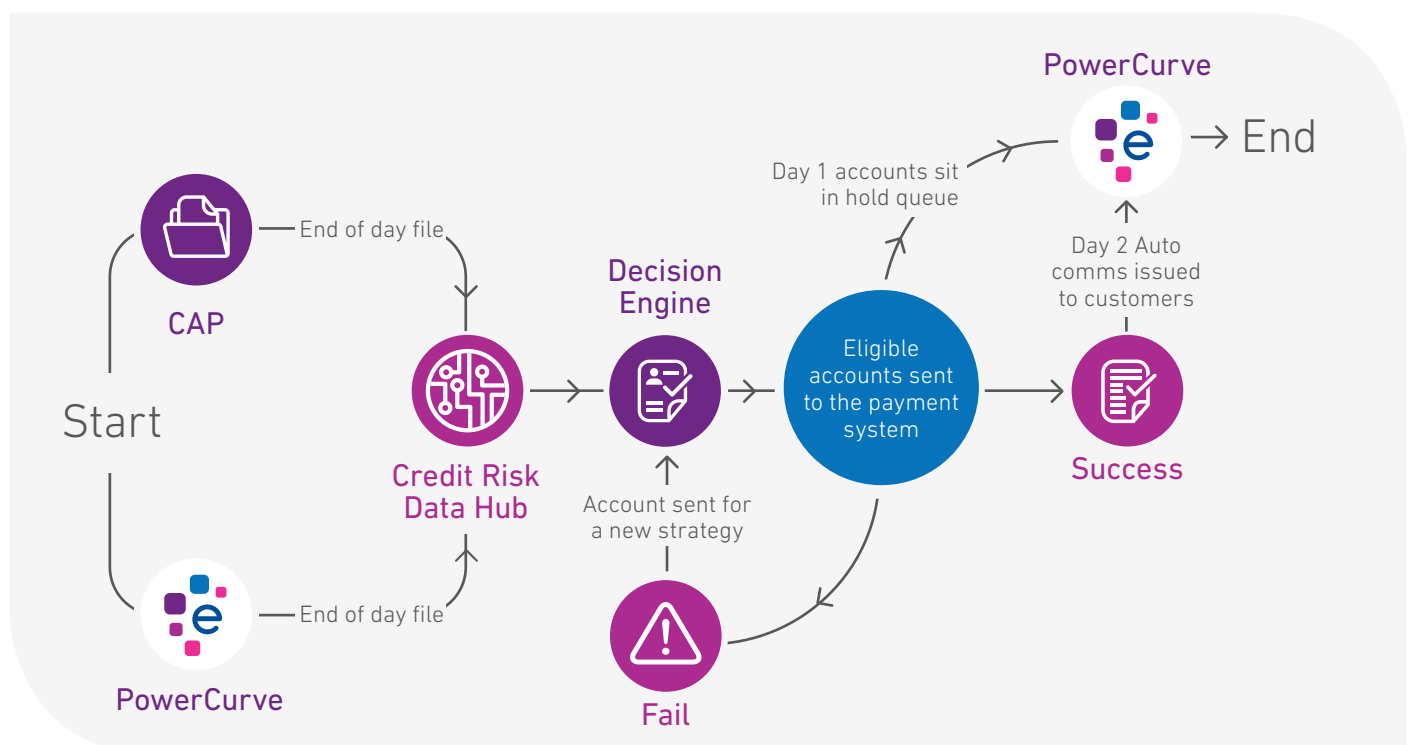 PowerCurve
e
End
Day 1 accounts sit
in hold queue
End of day file
CAP
Decision
Engine
Day 2 Auto
comms issued
to customers
Eligible
accounts sent
to the payment
system
Start
Credit Risk
Data Hub
Success
Account sent for
a new strategy
e
End of day file
PowerCurve
Fail